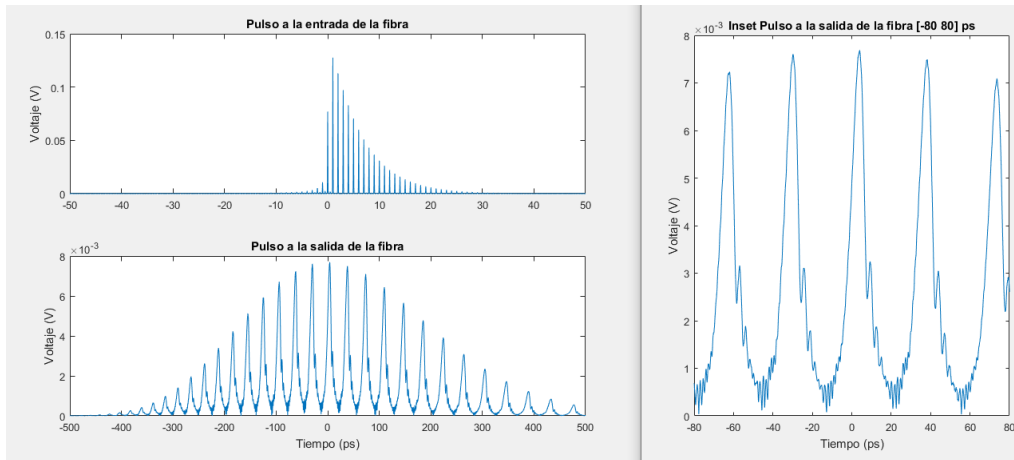 Pulso a la entrada de la fibra
0.15
0.1
0.05
0
Voltaje (V)
-50 -40 -30 -20 -10 0 10 20 30 40 50
Pulso a la salida de la fibra
×10⁻³
8
6
4
2
0
Voltaje (V)
-500 -400 -300 -200 -100 0 100 200 300 400 500
Tiempo (ps)
Inset Pulso a la salida de la fibra [-80 80] ps
×10⁻³
8
7
6
5
4
3
2
1
0
Voltaje (V)
-80 -60 -40 -20 0 20 40 60 80
Tiempo (ps)